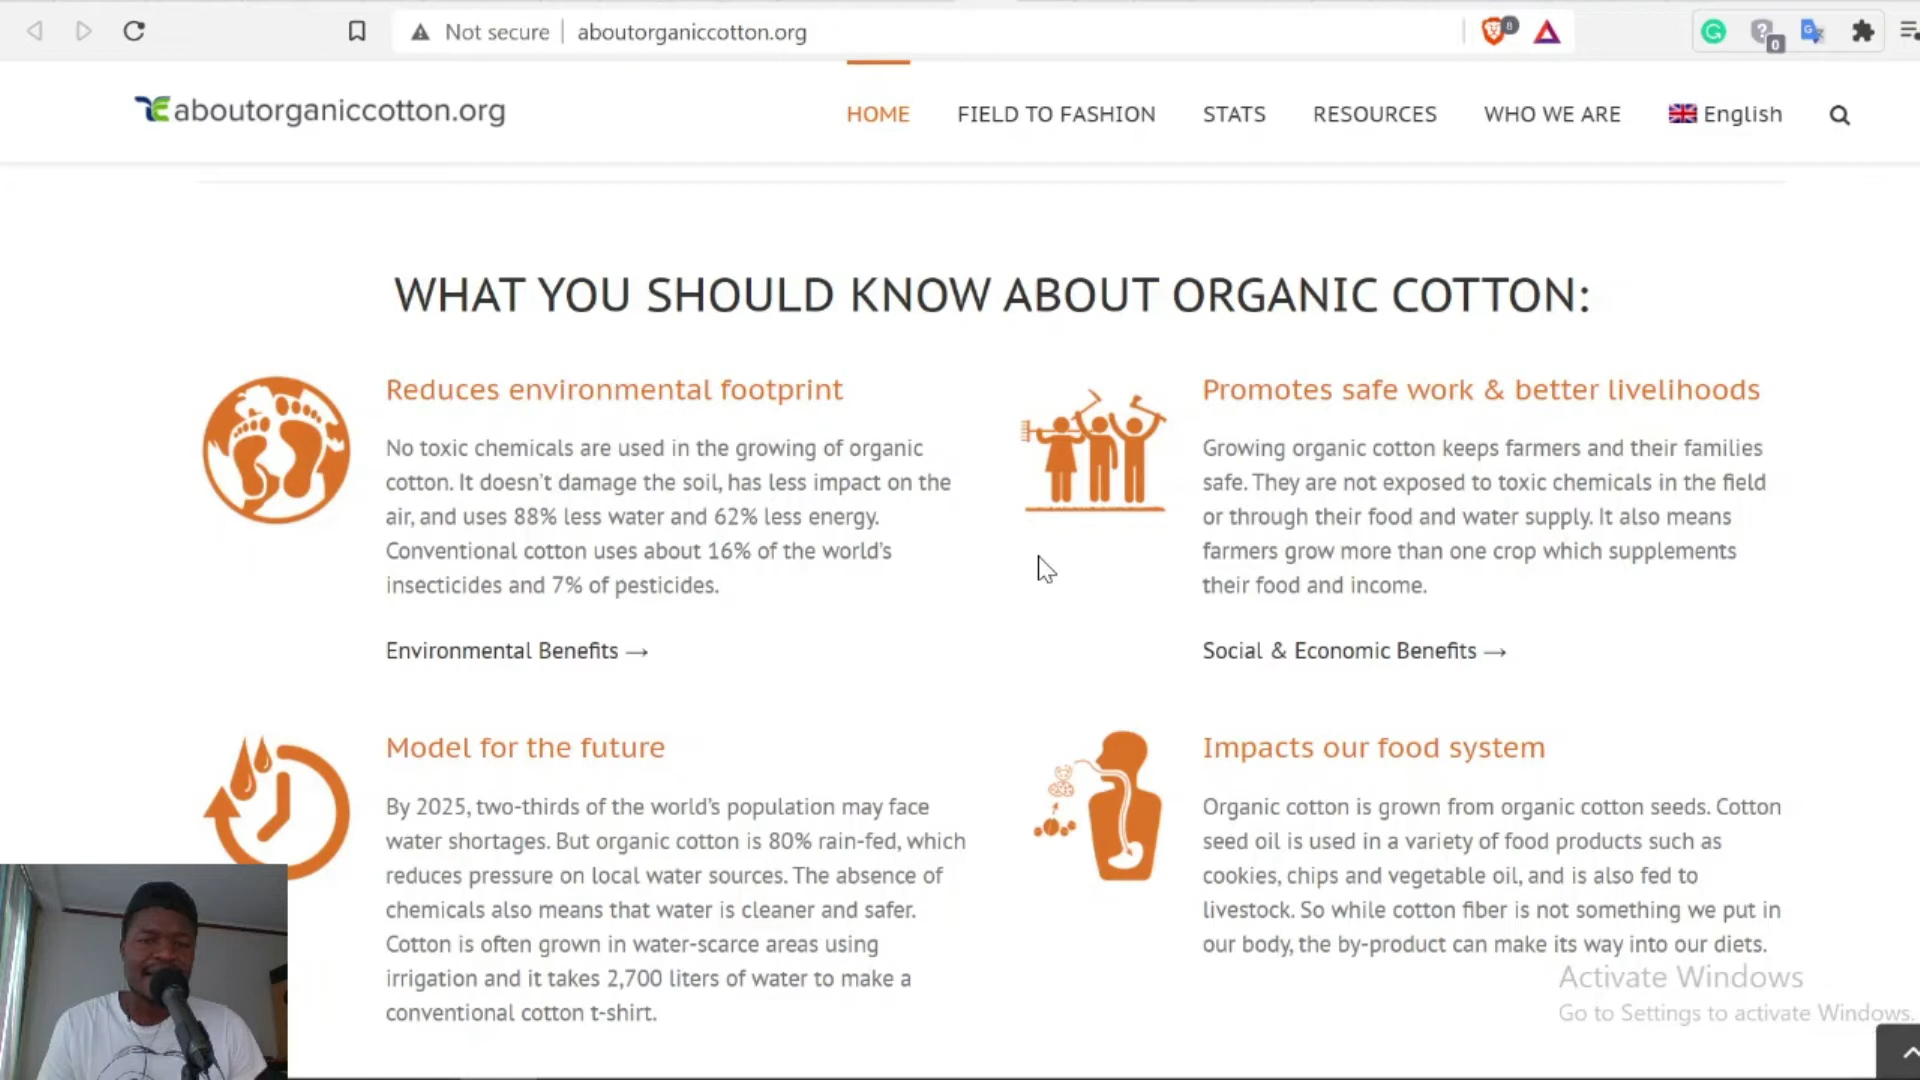 Not secure
aboutorganiccotton.org
8
0
aboutorganiccotton.org
HOME
FIELD TO FASHION
STATS
RESOURCES
WHO WE ARE
English
WHAT YOU SHOULD KNOW ABOUT ORGANIC COTTON:
Reduces environmental footprint
No toxic chemicals are used in the growing of organic
cotton. It doesn't damage the soil, has less impact on the
air, and uses 88% less water and 62% less energy.
Conventional cotton uses about 16% of the world's
insecticides and 7% of pesticides.
Environmental Benefits →
Promotes safe work & better livelihoods
Growing organic cotton keeps farmers and their families
safe. They are not exposed to toxic chemicals in the field
or through their food and water supply. It also means
farmers grow more than one crop which supplements
their food and income.
Social & Economic Benefits →
Model for the future
By 2025, two-thirds of the world's population may face
water shortages. But organic cotton is 80% rain-fed, which
reduces pressure on local water sources. The absence of
chemicals also means that water is cleaner and safer.
Cotton is often grown in water-scarce areas using
irrigation and it takes 2,700 liters of water to make a
conventional cotton t-shirt.
Impacts our food system
Organic cotton is grown from organic cotton seeds. Cotton
seed oil is used in a variety of food products such as
cookies, chips and vegetable oil, and is also fed to
livestock. So while cotton fiber is not something we put in
our body, the by-product can make its way into our diets.
Activate Windows
Go to Settings to activate Windows.